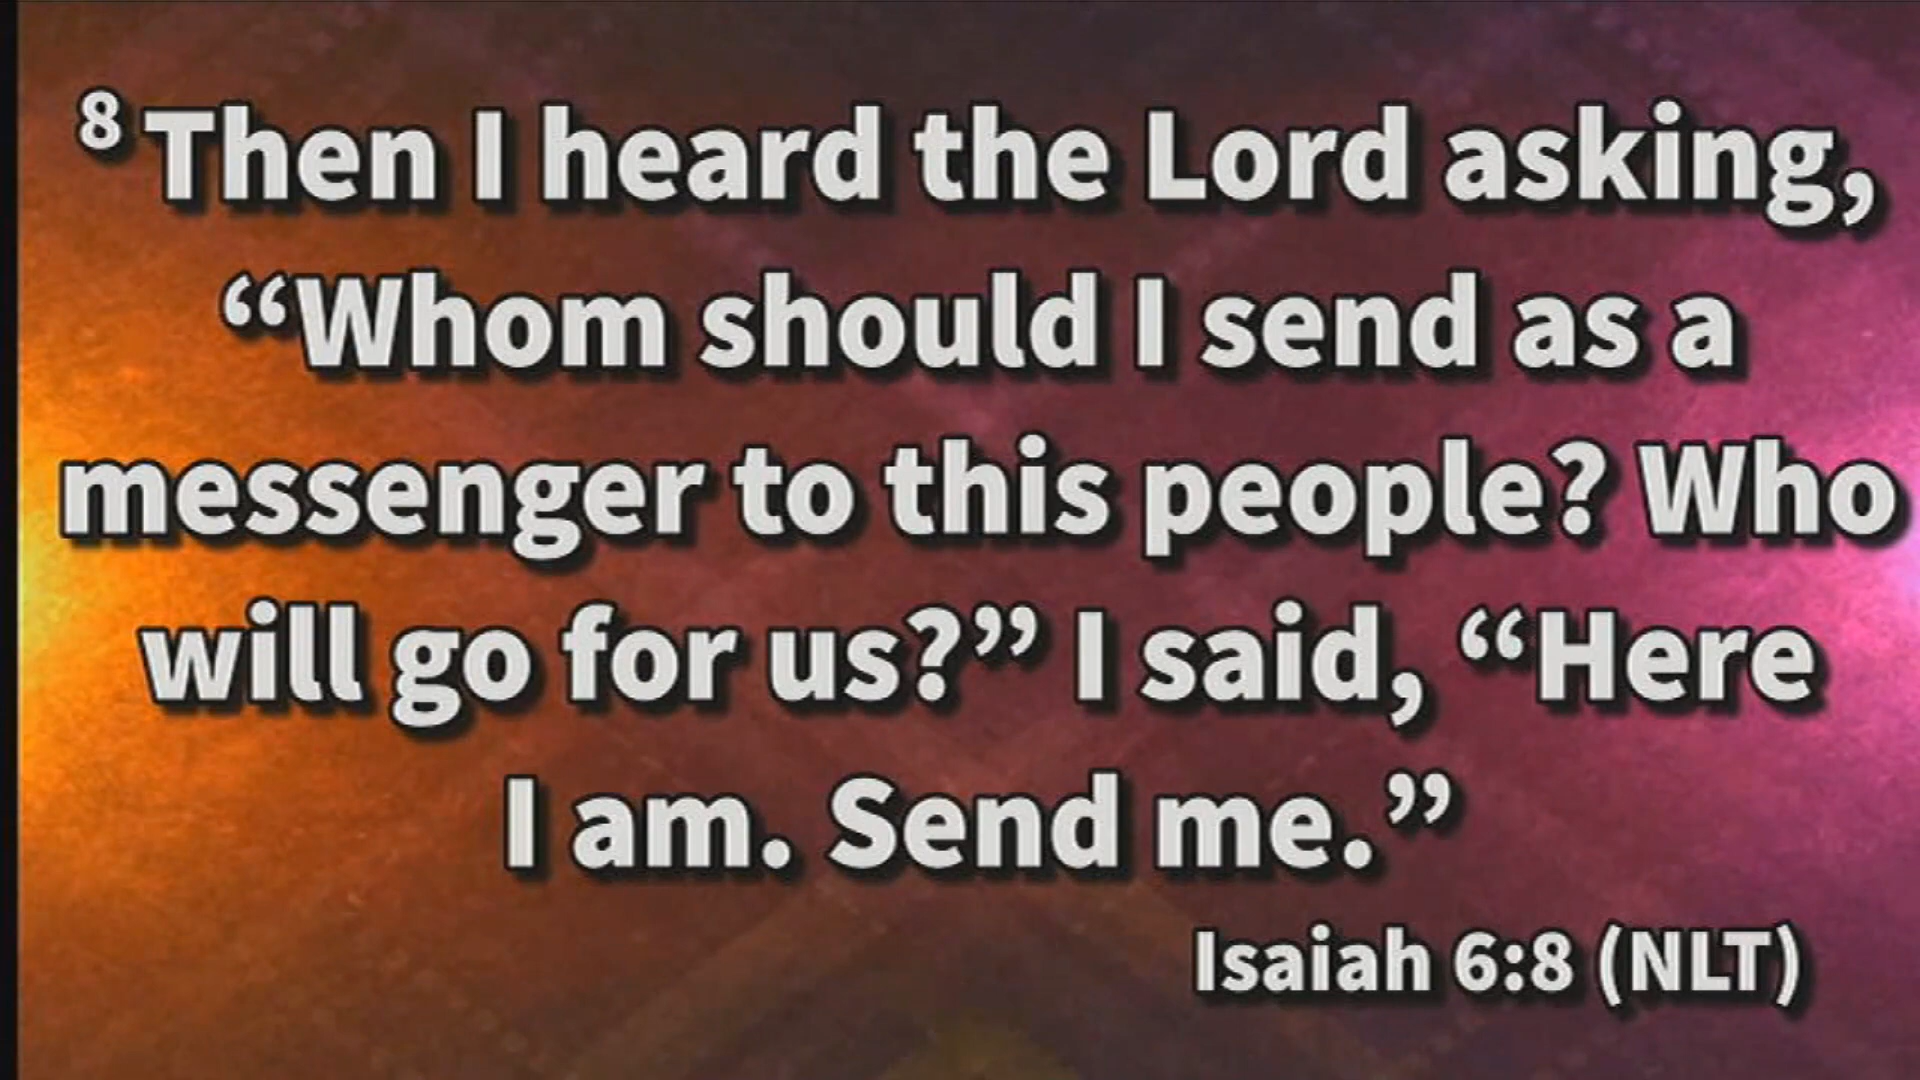 ⁸ Then I heard the Lord asking,
“Whom should I send as a
messenger to this people? Who
will go for us?” I said, “Here
I am. Send me.”
Isaiah 6:8 (NLT)